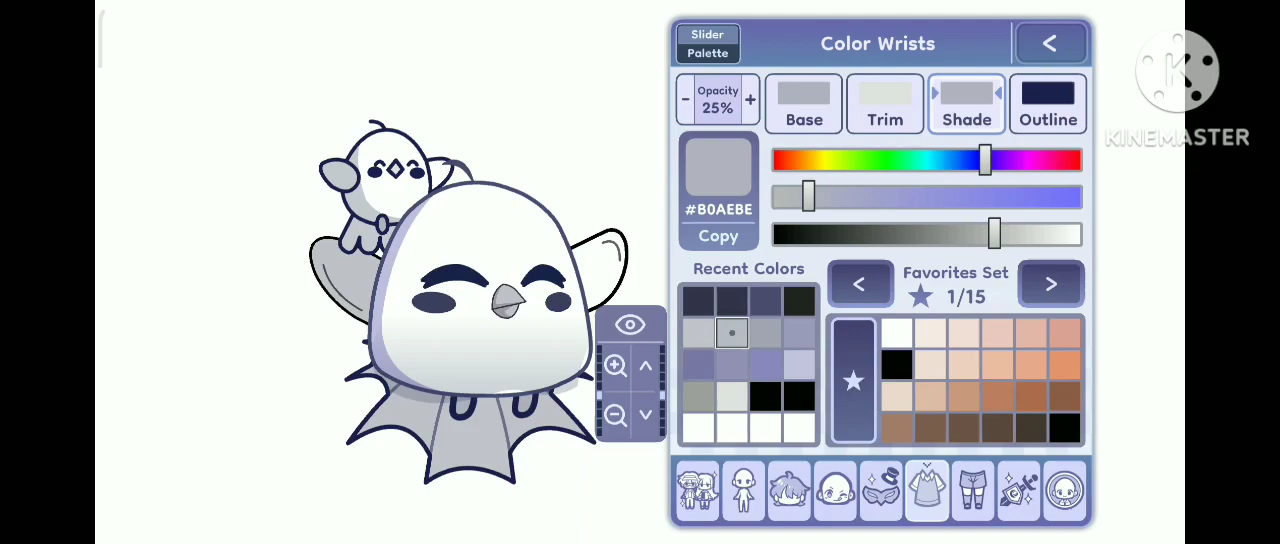 Slider
Palette
Color Wrists
<
- Opacity +
25%
Base
Trim
Shade
Outline
#B0AEBE
Copy
Recent Colors
<
Favorites Set
1/15
>
K
KINEMASTER